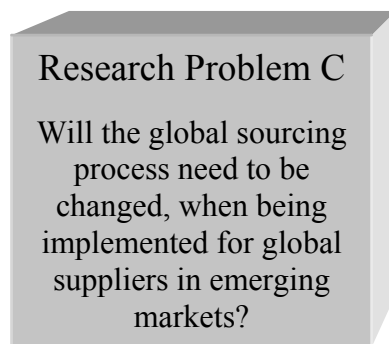 Research Problem C
Will the global sourcing
process need to be
changed, when being
implemented for global
suppliers in emerging
markets?